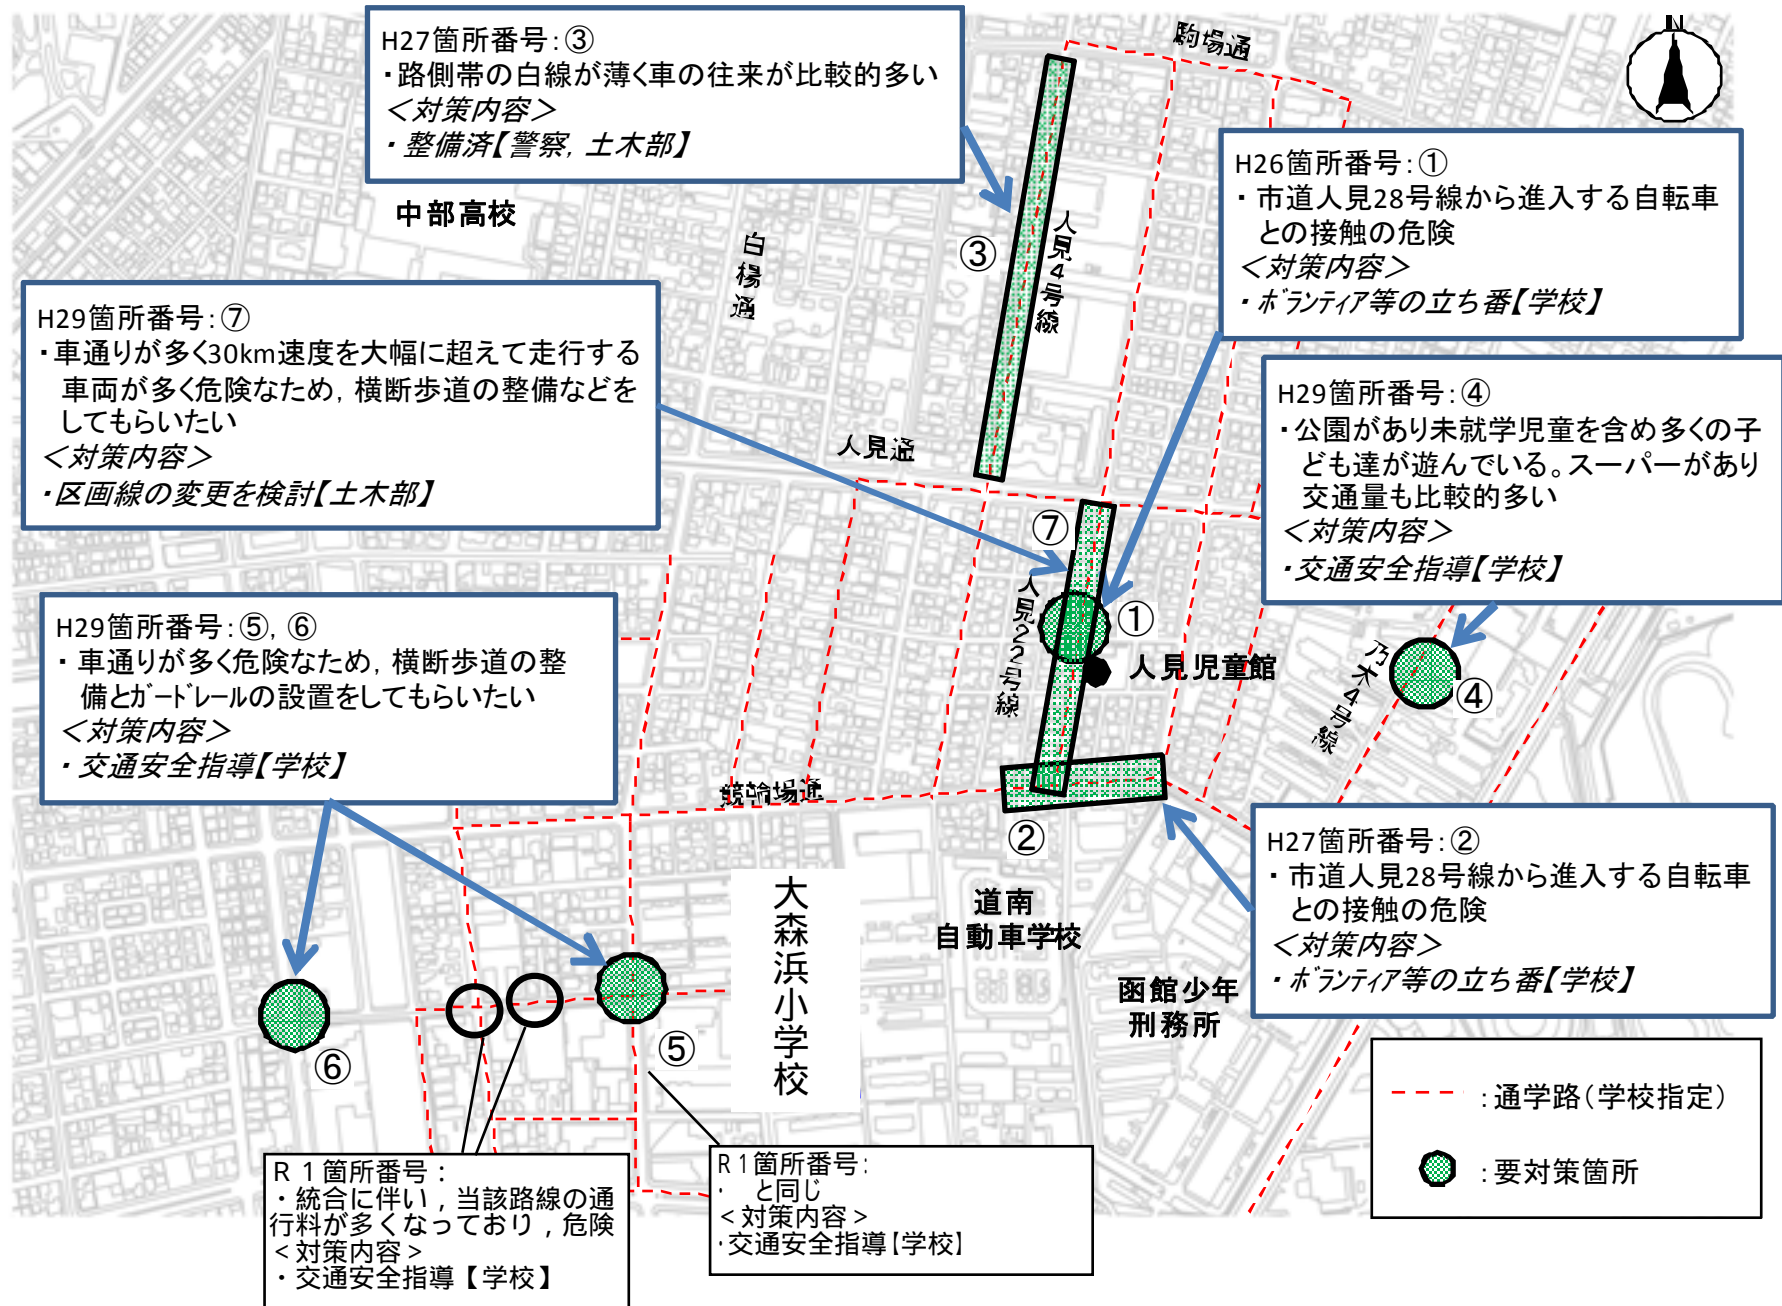 H27箇所番号:③
・路側帯の白線が薄く車の往来が比較的多い
＜対策内容＞
・整備済【警察, 土木部】
駒場通
N
H26箇所番号:①
・市道人見28号線から進入する自転車
との接触の危険
＜対策内容＞
・ボランティア等の立ち番【学校】
中部高校
白楊通
③
人見4号線
H29箇所番号:⑦
・車通りが多く30km速度を大幅に超えて走行する
車両が多く危険なため, 横断歩道の整備などを
してもらいたい
＜対策内容＞
・区画線の変更を検討【土木部】
H29箇所番号:④
・公園があり未就学児童を含め多くの子
ども達が遊んでいる。スーパーがあり
交通量も比較的多い
＜対策内容＞
・交通安全指導【学校】
人見通
⑦
人見22号線
①
人見児童館
乃木4号線
④
H29箇所番号:⑤, ⑥
・車通りが多く危険なため, 横断歩道の整
備とガードレールの設置をしてもらいたい
＜対策内容＞
・交通安全指導【学校】
競輪場通
②
H27箇所番号:②
・市道人見28号線から進入する自転車
との接触の危険
＜対策内容＞
・ボランティア等の立ち番【学校】
大森浜小学校
道南
自動車学校
函館少年
刑務所
⑤
⑥
R1箇所番号:
・統合に伴い,当該路線の通
行料が多くなっており,危険
<対策内容>
・交通安全指導【学校】
R1箇所番号:
・ と同じ
<対策内容>
・交通安全指導【学校】
:通学路(学校指定)
:要対策箇所